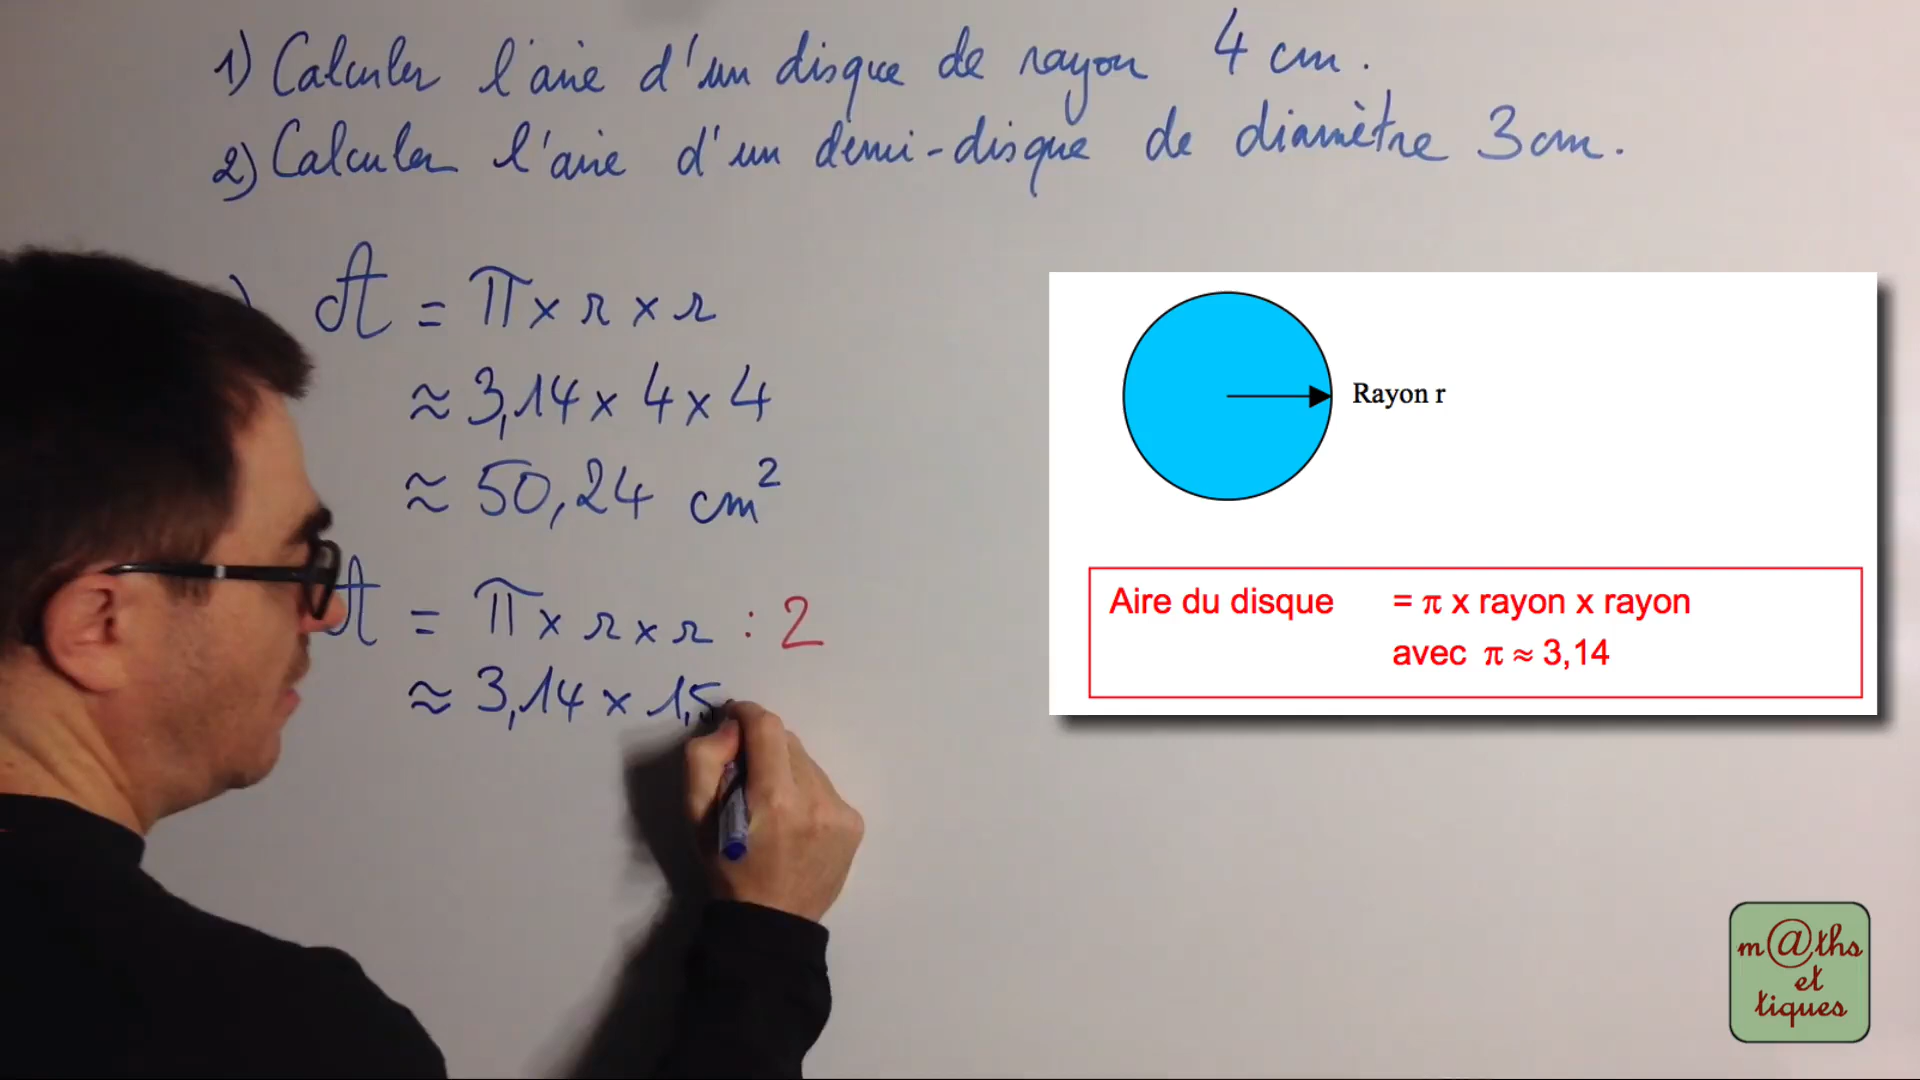 1) Calculer l'aire d'un disque de rayon 4 cm.
2) Calculer l'aire d'un demi-disque de diamètre 3 cm.
) A = π x r x r
≈ 3,14 x 4 x 4
≈ 50,24 cm²
A = π x r x r : 2
≈ 3,14 x 1,5
Rayon r
Aire du disque = π x rayon x rayon
avec π ≈ 3,14
m@ths
et
tiques